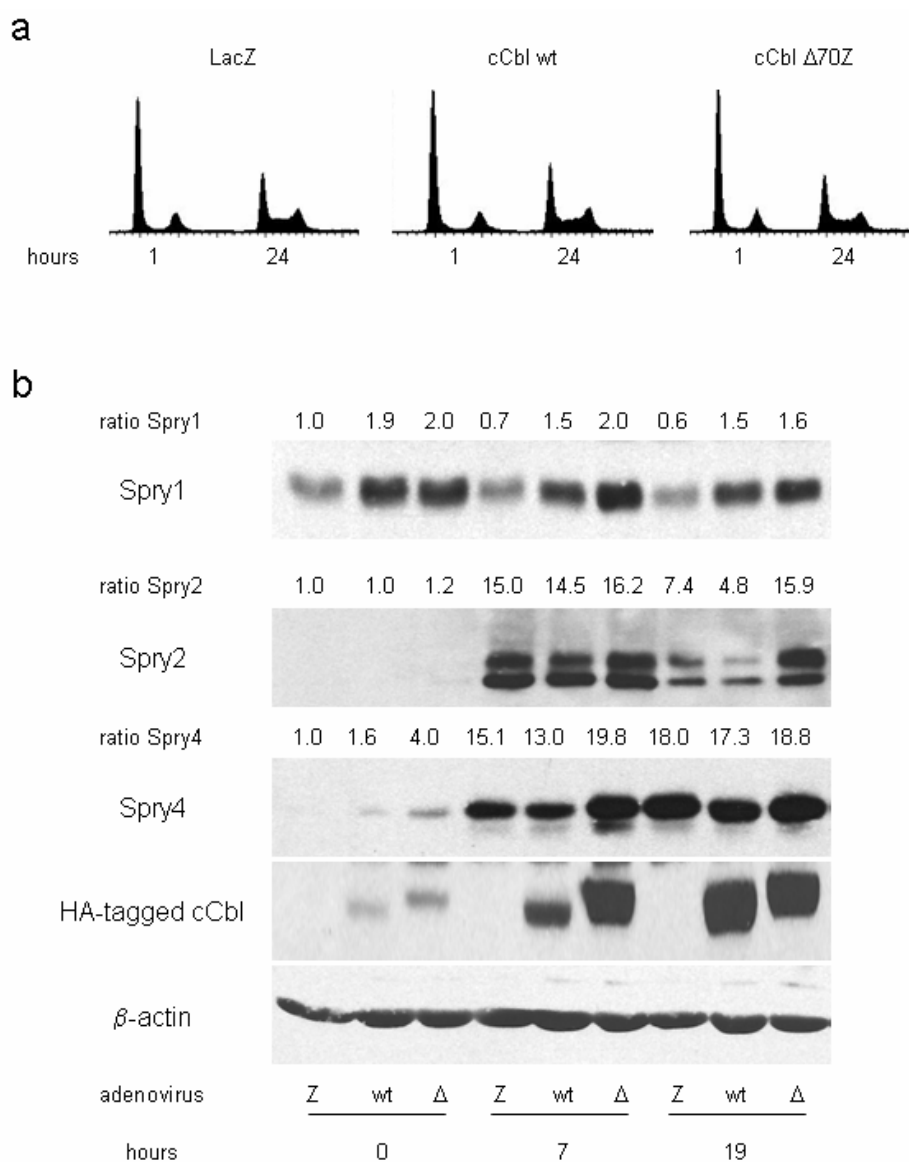 a
LacZ cCbl wt cCbl Δ70Z
hours 1 24 1 24 1 24
b
ratio Spry1 1.0 1.9 2.0 0.7 1.5 2.0 0.6 1.5 1.6
Spry1
ratio Spry2 1.0 1.0 1.2 15.0 14.5 16.2 7.4 4.8 15.9
Spry2
ratio Spry4 1.0 1.6 4.0 15.1 13.0 19.8 18.0 17.3 18.8
Spry4
HA-tagged cCbl
β-actin
adenovirus Z wt Δ Z wt Δ Z wt Δ
hours 0 7 19